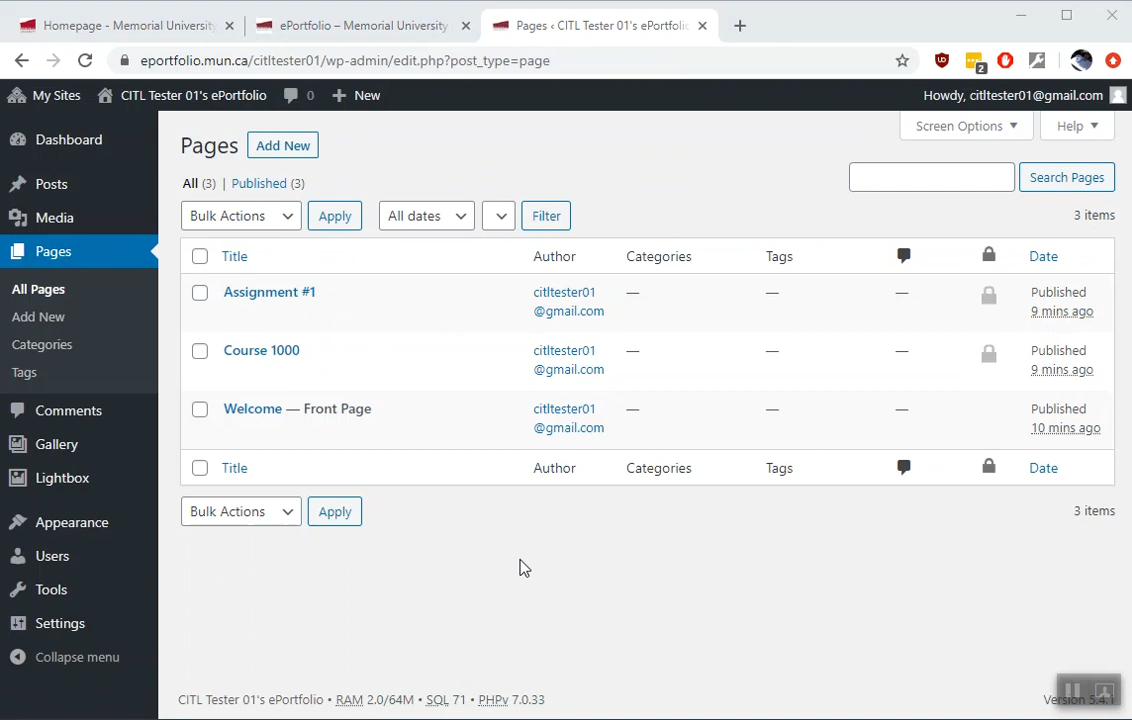 Homepage - Memorial University
ePortfolio – Memorial University
Pages ‹ CITL Tester 01's ePortfolio
eportfolio.mun.ca/citltester01/wp-admin/edit.php?post_type=page
2
My Sites
CITL Tester 01's ePortfolio
0
New
Howdy, citltester01@gmail.com
Dashboard
Posts
Media
Pages
All Pages
Add New
Categories
Tags
Comments
Gallery
Lightbox
Appearance
Users
Tools
Settings
Collapse menu
Screen Options
Help
Pages
Add New
All (3) | Published (3)
Search Pages
Bulk Actions
Apply
All dates
Filter
3 items
Title Author Categories Tags Date
Assignment #1 citltester01 — — — Published
@gmail.com 9 mins ago
Course 1000 citltester01 — — — Published
@gmail.com 9 mins ago
Welcome — Front Page citltester01 — — — Published
@gmail.com 10 mins ago
Title Author Categories Tags Date
Bulk Actions
Apply
3 items
CITL Tester 01's ePortfolio • RAM 2.0/64M • SQL 71 • PHPv 7.0.33
Version 5.4.1